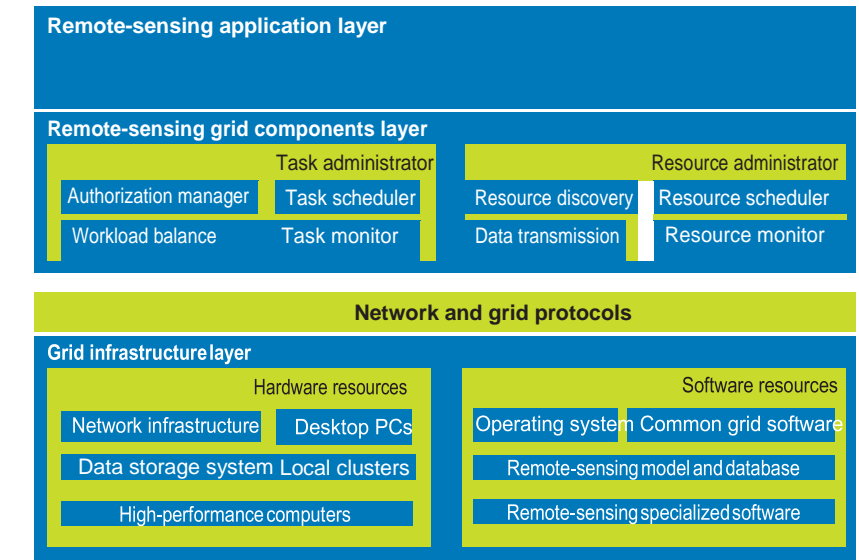 Remote-sensing application layer
Remote-sensing grid components layer
Task administrator
Authorization manager
Task scheduler
Workload balance
Task monitor
Resource administrator
Resource discovery
Resource scheduler
Data transmission
Resource monitor
Network and grid protocols
Grid infrastructure layer
Hardware resources
Network infrastructure
Desktop PCs
Data storage system
Local clusters
High-performance computers
Software resources
Operating system
Common grid software
Remote-sensing model and database
Remote-sensing specialized software